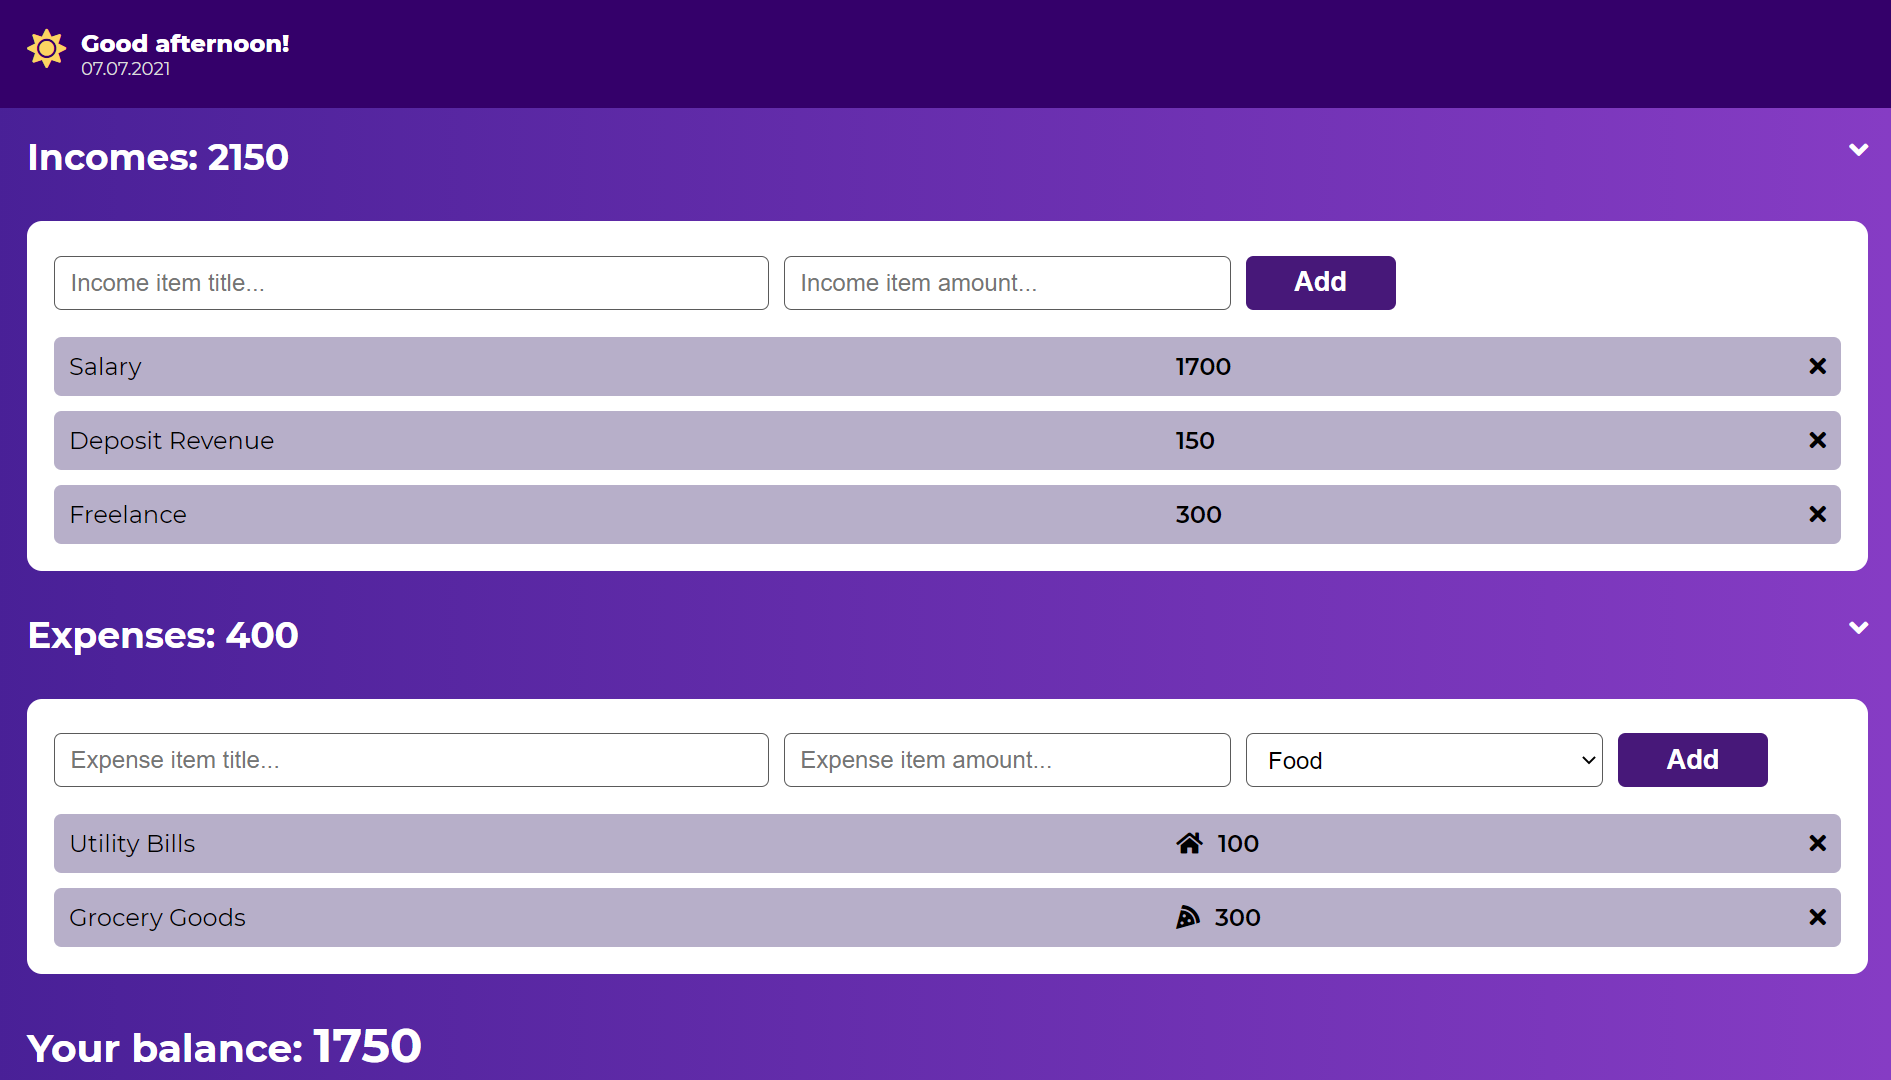 Good afternoon!
07.07.2021
Incomes: 2150
Income item title... Income item amount... Add
Salary 1700
Deposit Revenue 150
Freelance 300
Expenses: 400
Expense item title... Expense item amount... Food Add
Utility Bills 100
Grocery Goods 300
Your balance: 1750